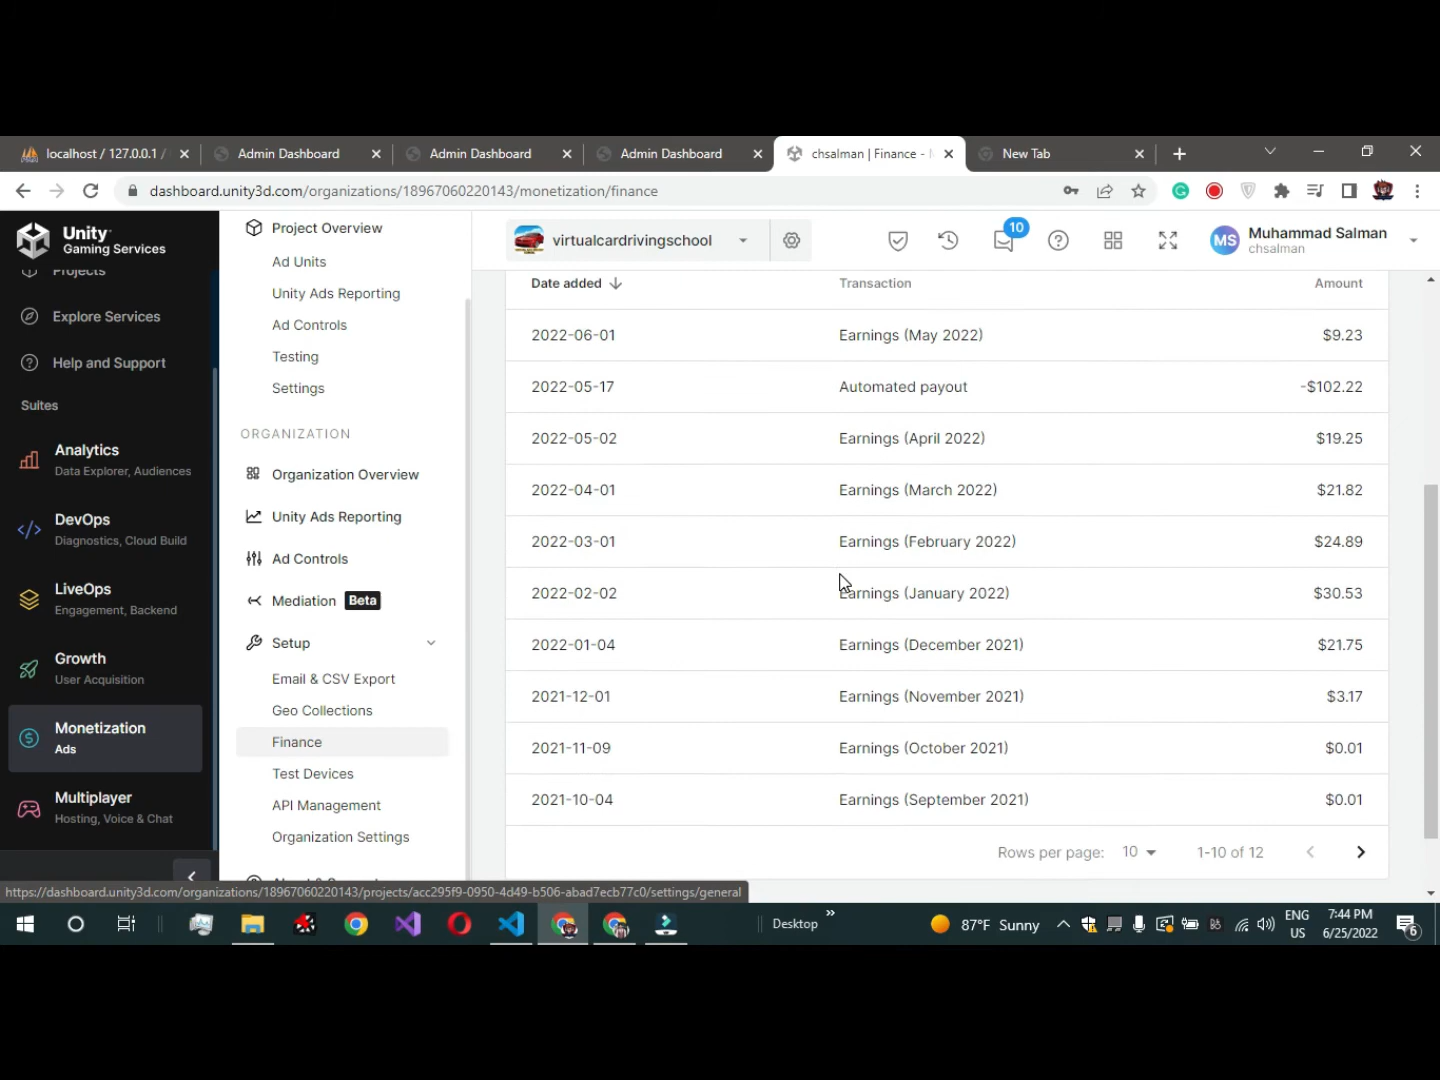 localhost / 127.0.0.1 /
Admin Dashboard
Admin Dashboard
Admin Dashboard
chsalman | Finance -
New Tab
dashboard.unity3d.com/organizations/18967060220143/monetization/finance
Unity
Gaming Services
Projects
Explore Services
Help and Support
Suites
Analytics
Data Explorer, Audiences
DevOps
Diagnostics, Cloud Build
LiveOps
Engagement, Backend
Growth
User Acquisition
Monetization
Ads
Multiplayer
Hosting, Voice & Chat
Project Overview
Ad Units
Unity Ads Reporting
Ad Controls
Testing
Settings
ORGANIZATION
Organization Overview
Unity Ads Reporting
Ad Controls
Mediation Beta
Setup
Email & CSV Export
Geo Collections
Finance
Test Devices
API Management
Organization Settings
virtualcardrivingschool
10
MS
Muhammad Salman
chsalman
Date added Transaction Amount
2022-06-01 Earnings (May 2022) $9.23
2022-05-17 Automated payout -$102.22
2022-05-02 Earnings (April 2022) $19.25
2022-04-01 Earnings (March 2022) $21.82
2022-03-01 Earnings (February 2022) $24.89
2022-02-02 Earnings (January 2022) $30.53
2022-01-04 Earnings (December 2021) $21.75
2021-12-01 Earnings (November 2021) $3.17
2021-11-09 Earnings (October 2021) $0.01
2021-10-04 Earnings (September 2021) $0.01
Rows per page: 10 1-10 of 12
https://dashboard.unity3d.com/organizations/18967060220143/projects/acc295f9-0950-4d49-b506-abad7ecb77c0/settings/general
Desktop
87°F Sunny
ENG
US
7:44 PM
6/25/2022
6